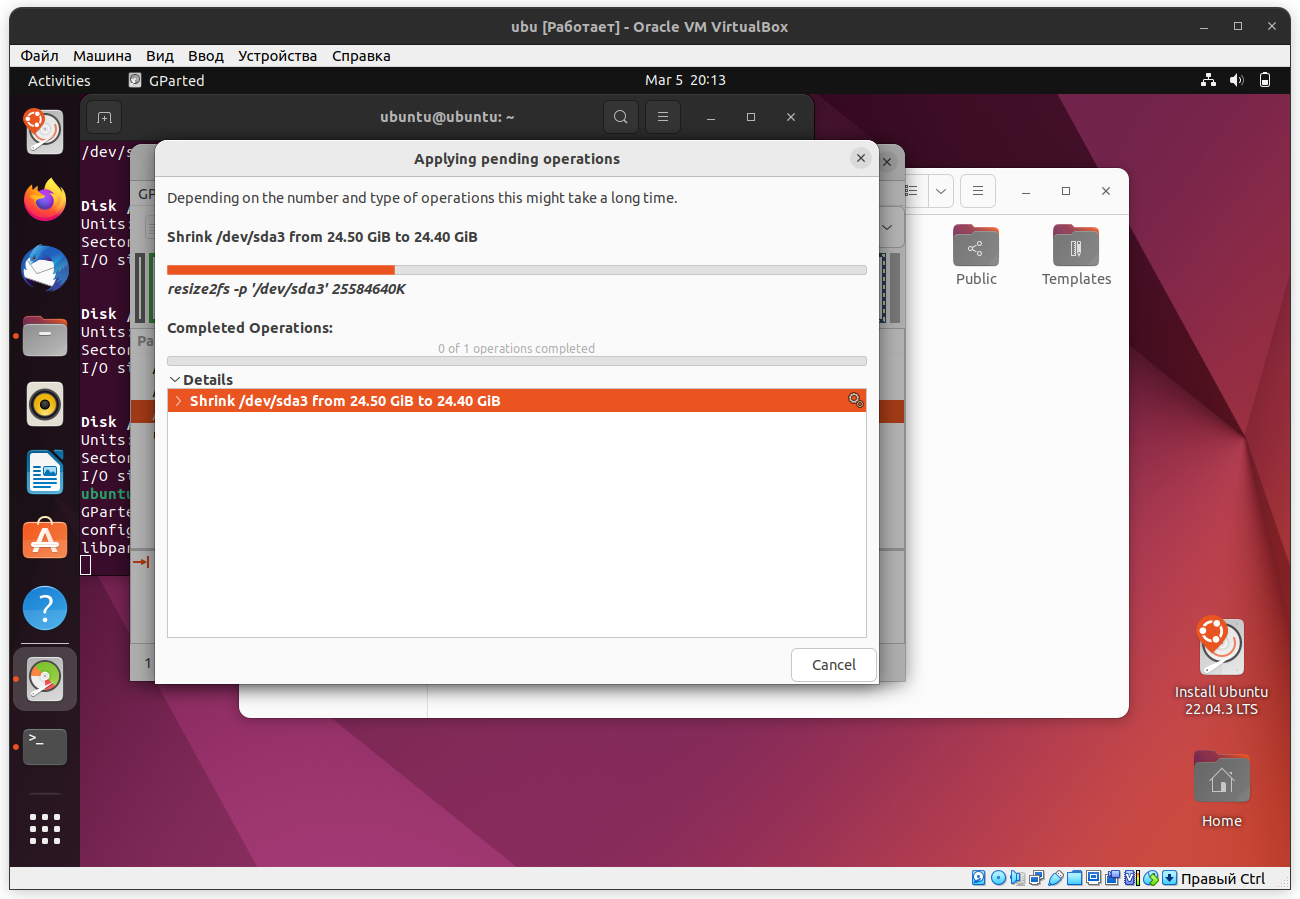 ubu [Работает] - Oracle VM VirtualBox
Файл Машина Вид Ввод Устройства Справка
Activities GParted Mar 5 20:13
ubuntu@ubuntu: ~
/dev/s
Applying pending operations
GP
Depending on the number and type of operations this might take a long time.
Disk
Units:
Sector
I/O si
Shrink /dev/sda3 from 24.50 GiB to 24.40 GiB
resize2fs -p '/dev/sda3' 25584640K
Public
Templates
Disk
Units:
Sector
I/O si
Completed Operations:
Pa
0 of 1 operations completed
Details
Shrink /dev/sda3 from 24.50 GiB to 24.40 GiB
Disk
Units:
Sector
I/O si
ubuntu
GParte
config
libpar
1
Cancel
Install Ubuntu
22.04.3 LTS
Home
Правый Ctrl